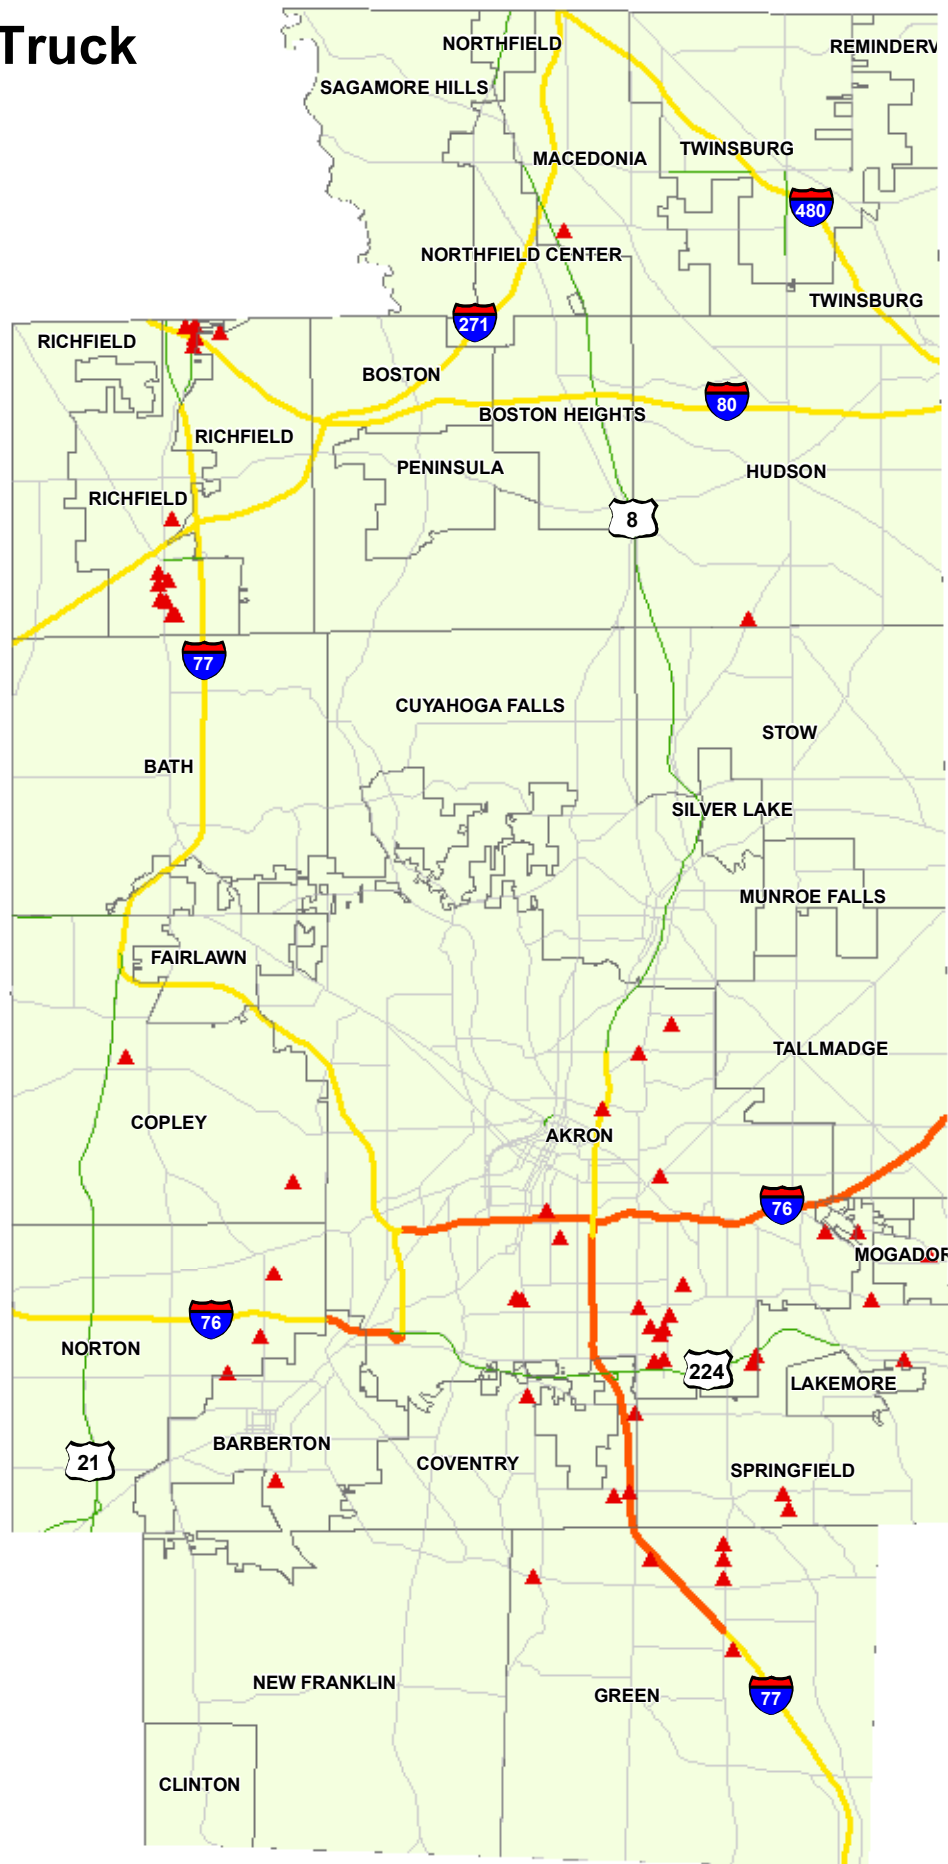 Truck
NORTHFIELD
REMINDERV
SAGAMORE HILLS
TWINSBURG
MACEDONIA
480
NORTHFIELD CENTER
TWINSBURG
271
RICHFIELD
BOSTON
80
BOSTON HEIGHTS
RICHFIELD
PENINSULA
HUDSON
RICHFIELD
8
77
CUYAHOGA FALLS
STOW
BATH
SILVER LAKE
MUNROE FALLS
FAIRLAWN
TALLMADGE
COPLEY
AKRON
76
MOGADOR
76
NORTON
224
LAKEMORE
BARBERTON
21
COVENTRY
SPRINGFIELD
NEW FRANKLIN
GREEN
77
CLINTON